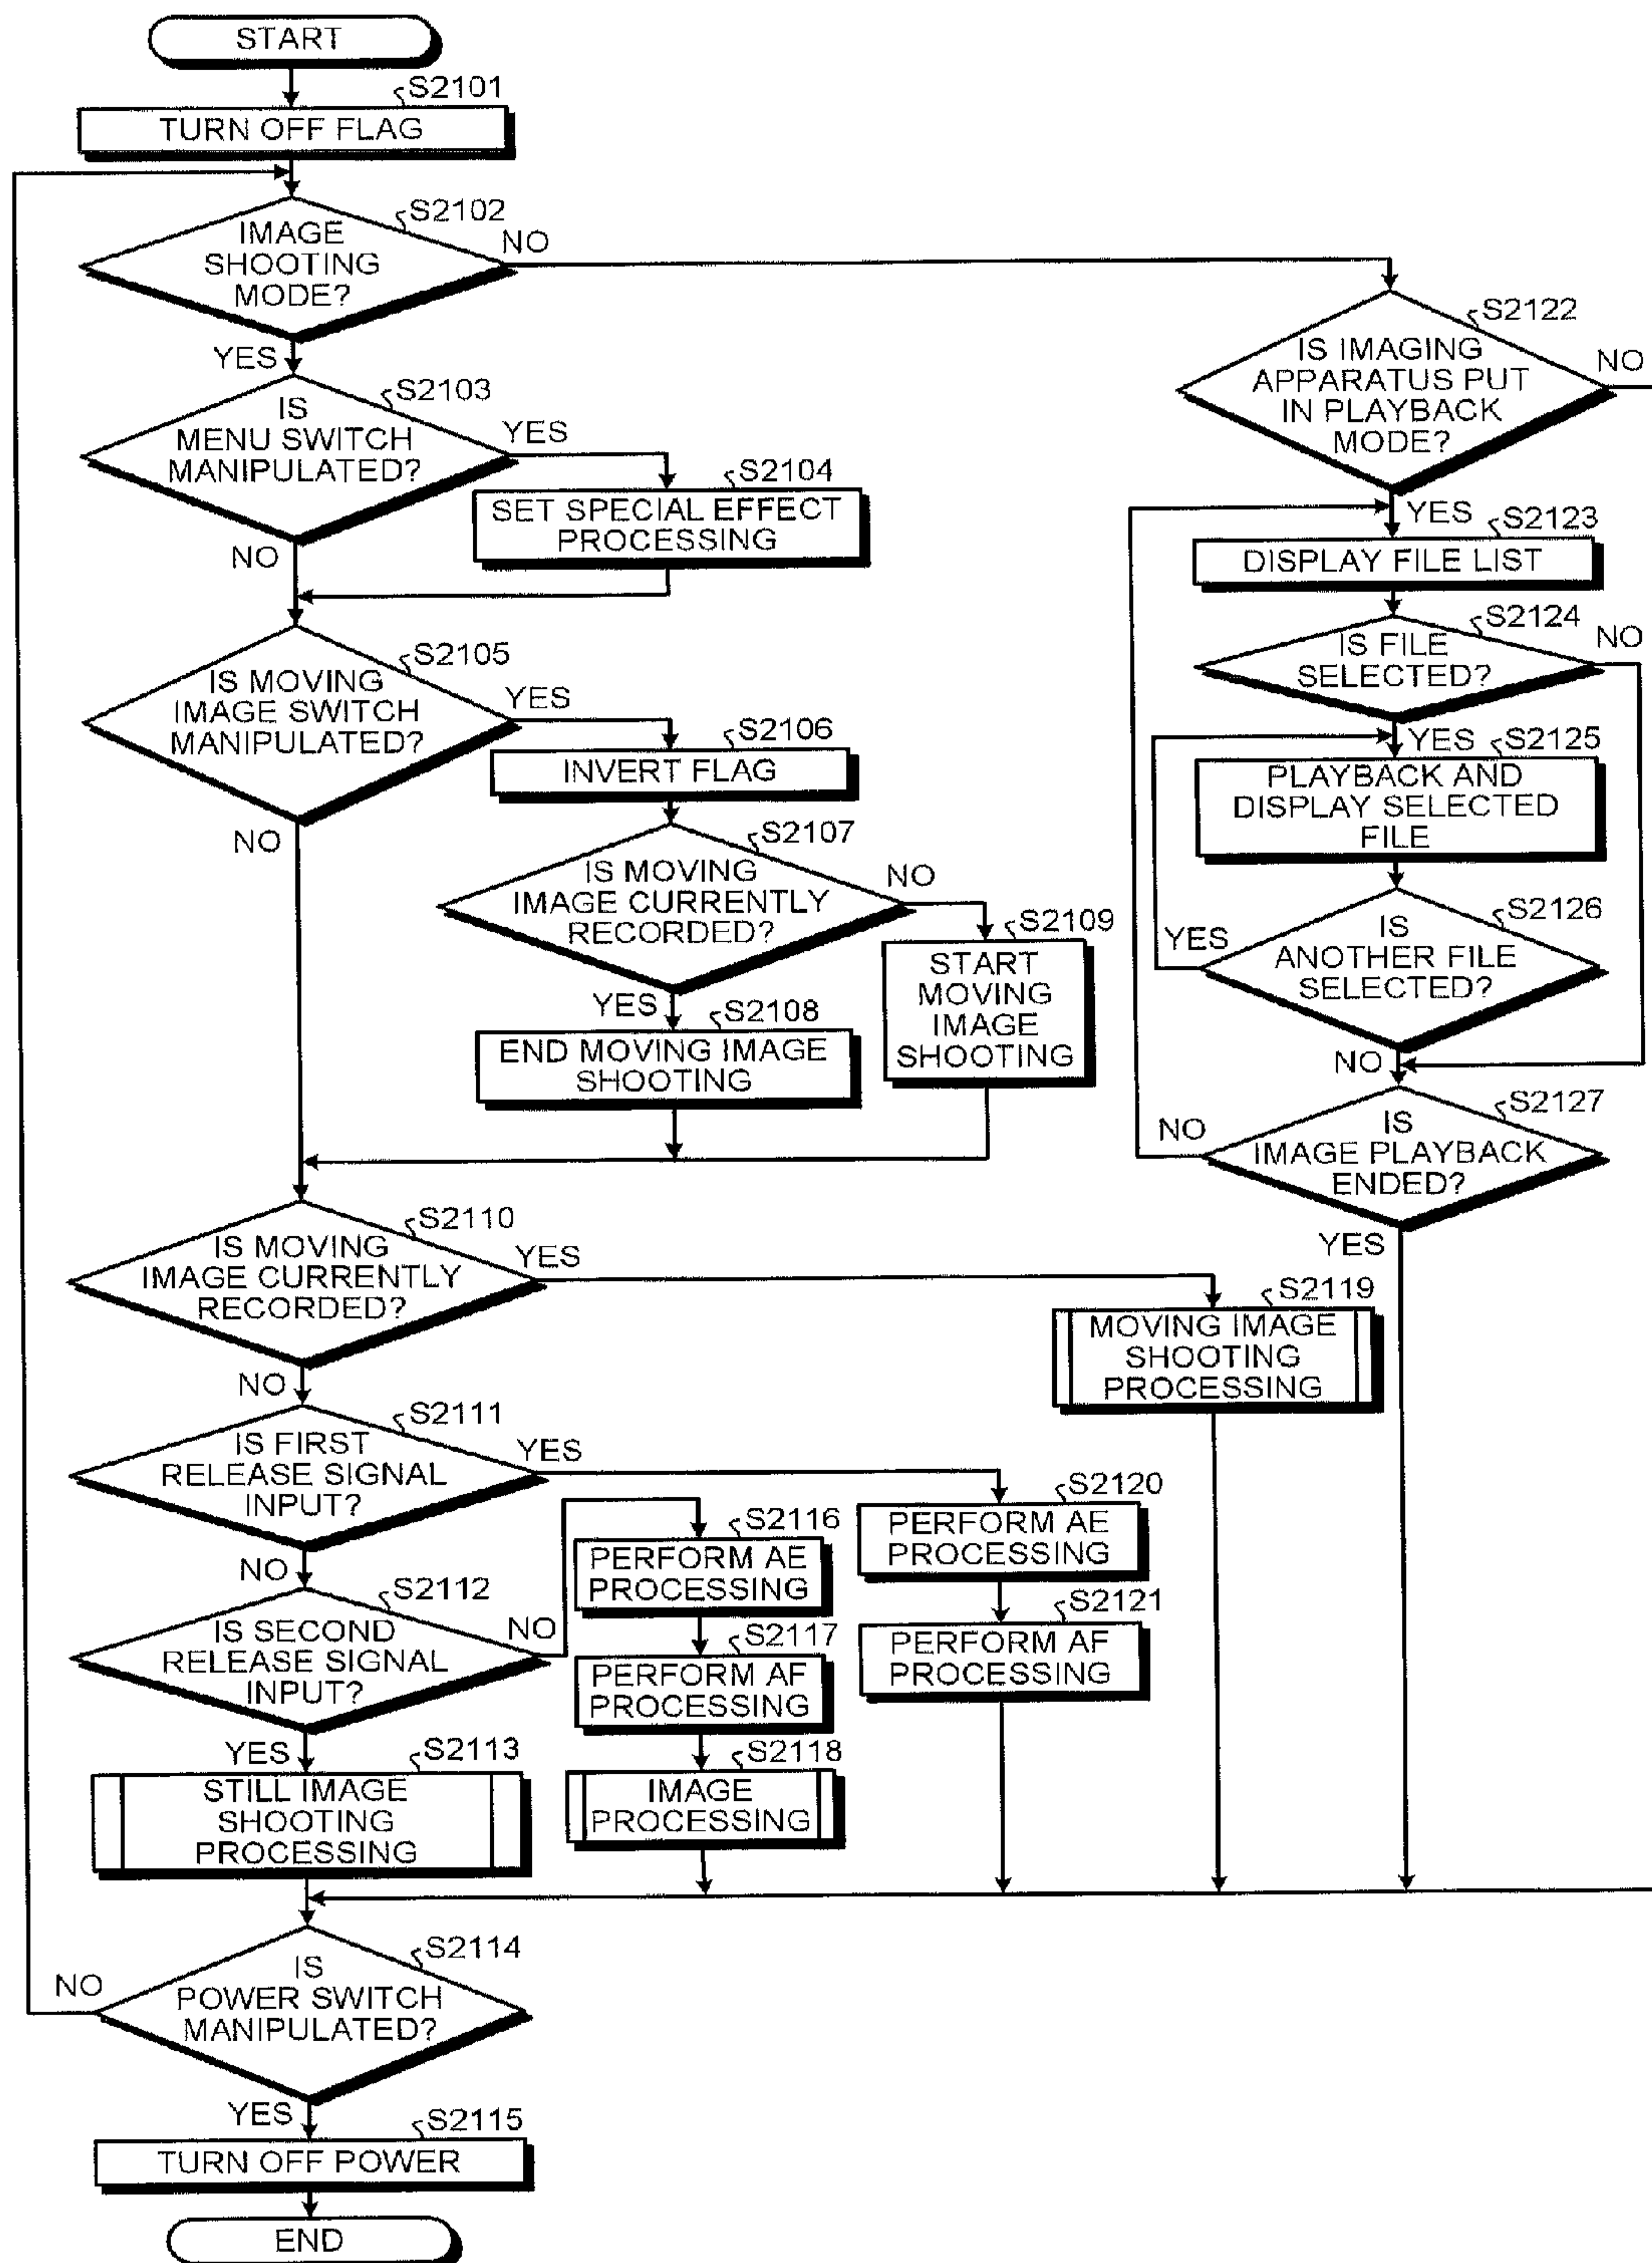 START
S2101
TURN OFF FLAG
S2102
IMAGE
SHOOTING
MODE?
NO
YES
S2103
IS
MENU SWITCH
MANIPULATED?
YES
S2104
SET SPECIAL EFFECT
PROCESSING
NO
S2105
IS MOVING
IMAGE SWITCH
MANIPULATED?
YES
S2106
INVERT FLAG
NO
S2107
IS MOVING
IMAGE CURRENTLY
RECORDED?
NO
S2109
START
MOVING
IMAGE
SHOOTING
YES
S2108
END MOVING IMAGE
SHOOTING
S2110
IS MOVING
IMAGE CURRENTLY
RECORDED?
YES
S2119
MOVING IMAGE
SHOOTING
PROCESSING
NO
S2111
IS FIRST
RELEASE SIGNAL
INPUT?
YES
S2120
PERFORM AE
PROCESSING
S2121
PERFORM AF
PROCESSING
NO
S2112
IS SECOND
RELEASE SIGNAL
INPUT?
NO
S2116
PERFORM AE
PROCESSING
S2117
PERFORM AF
PROCESSING
S2118
IMAGE
PROCESSING
YES
S2113
STILL IMAGE
SHOOTING
PROCESSING
S2114
IS
POWER SWITCH
MANIPULATED?
NO
YES
S2115
TURN OFF POWER
END
S2122
IS IMAGING
APPARATUS PUT
IN PLAYBACK
MODE?
NO
YES
S2123
DISPLAY FILE LIST
S2124
IS FILE
SELECTED?
NO
YES
S2125
PLAYBACK AND
DISPLAY SELECTED
FILE
S2126
IS
ANOTHER FILE
SELECTED?
YES
NO
S2127
IS
IMAGE PLAYBACK
ENDED?
NO
YES